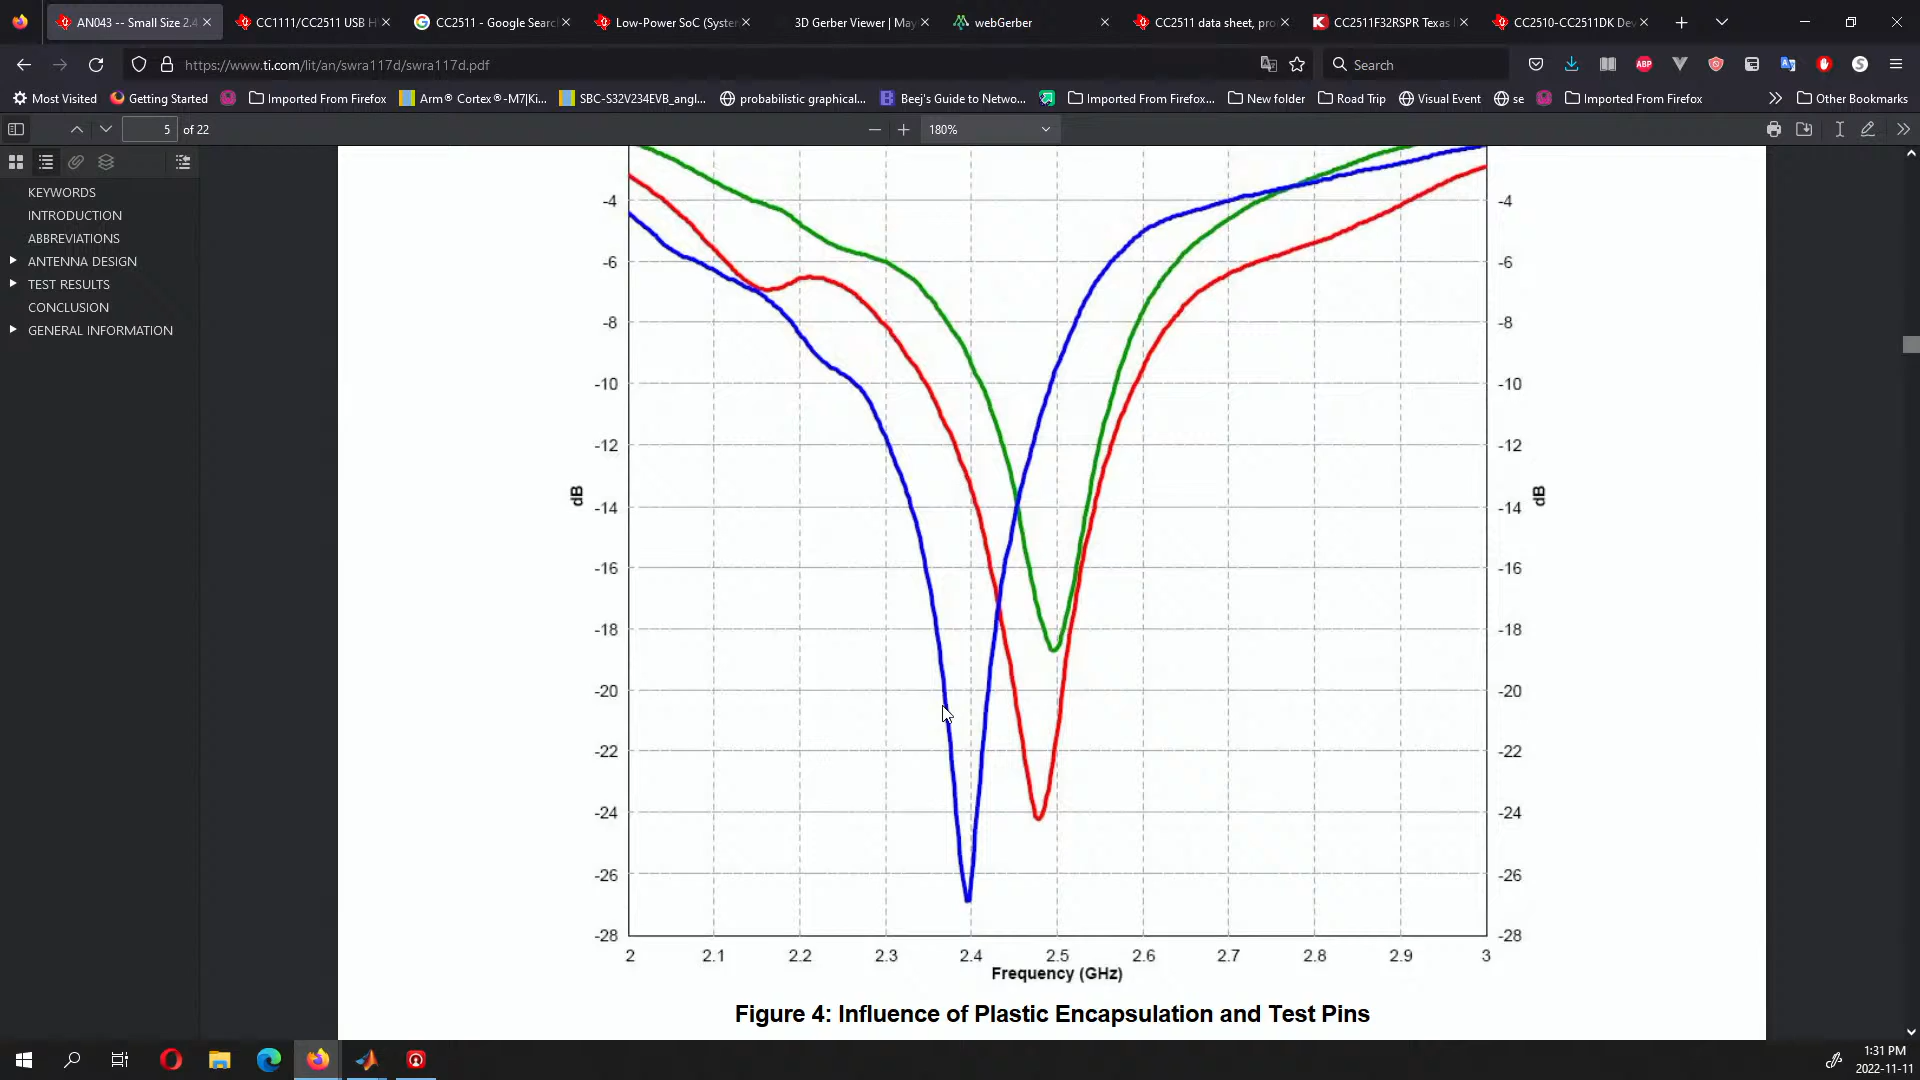 AN043 -- Small Size 2.4
CC1111/CC2511 USB H
CC2511 - Google Searc
Low-Power SoC (Syster
3D Gerber Viewer | May
webGerber
CC2511 data sheet, pro
CC2511F32RSPR Texas
CC2510-CC2511DK Dev
https://www.ti.com/lit/an/swra117d/swra117d.pdf
Search
ABP
S
Most Visited
Getting Started
Imported From Firefox
Arm® Cortex®-M7|Ki...
SBC-S32V234EVB_angl...
probabilistic graphical...
Beej's Guide to Netwo...
Imported From Firefox...
New folder
Road Trip
Visual Event
se
Imported From Firefox
Other Bookmarks
5 of 22
180%
KEYWORDS
INTRODUCTION
ABBREVIATIONS
ANTENNA DESIGN
TEST RESULTS
CONCLUSION
GENERAL INFORMATION
-4 -4
-6 -6
-8 -8
-10 -10
-12 -12
dB dB
-14 -14
-16 -16
-18 -18
-20 -20
-22 -22
-24 -24
-26 -26
-28 -28
2 2.1 2.2 2.3 2.4 2.5 2.6 2.7 2.8 2.9 3
Frequency (GHz)
Figure 4: Influence of Plastic Encapsulation and Test Pins
1:31 PM
2022-11-11